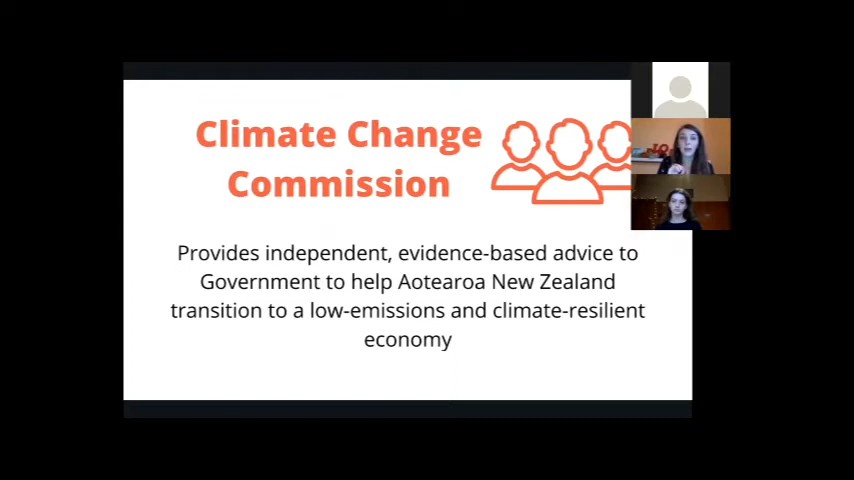 Climate Change
Commission
Provides independent, evidence-based advice to
Government to help Aotearoa New Zealand
transition to a low-emissions and climate-resilient
economy